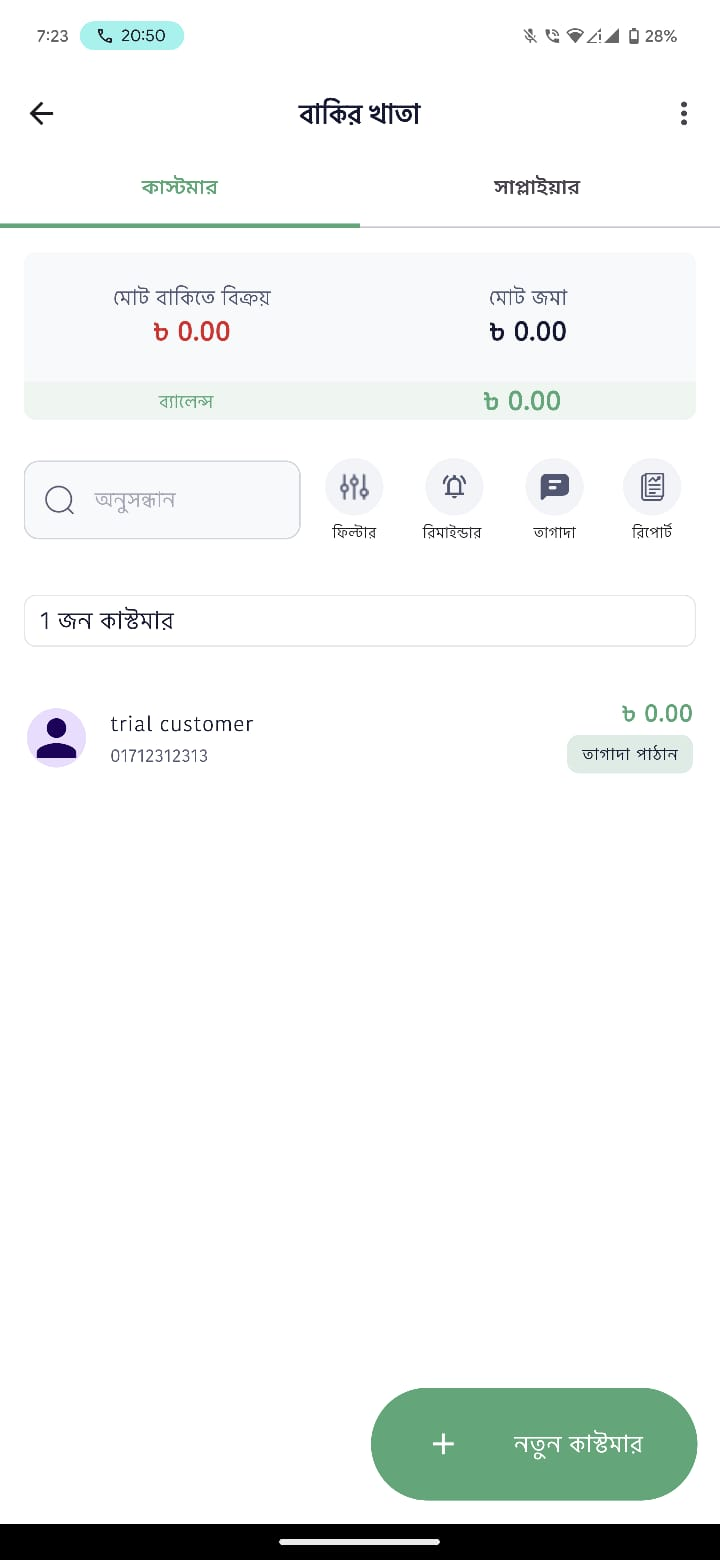 7:23 20:50 28%
বাকির খাতা
কাস্টমার সাপ্লাইয়ার
মোট বাকিতে বিক্রয় মোট জমা
৳ 0.00 ৳ 0.00
ব্যালেন্স ৳ 0.00
অনুসন্ধান
ফিল্টার রিমাইন্ডার তাগাদা রিপোর্ট
1 জন কাস্টমার
trial customer ৳ 0.00
01712312313 তাগাদা পাঠান
+ নতুন কাস্টমার